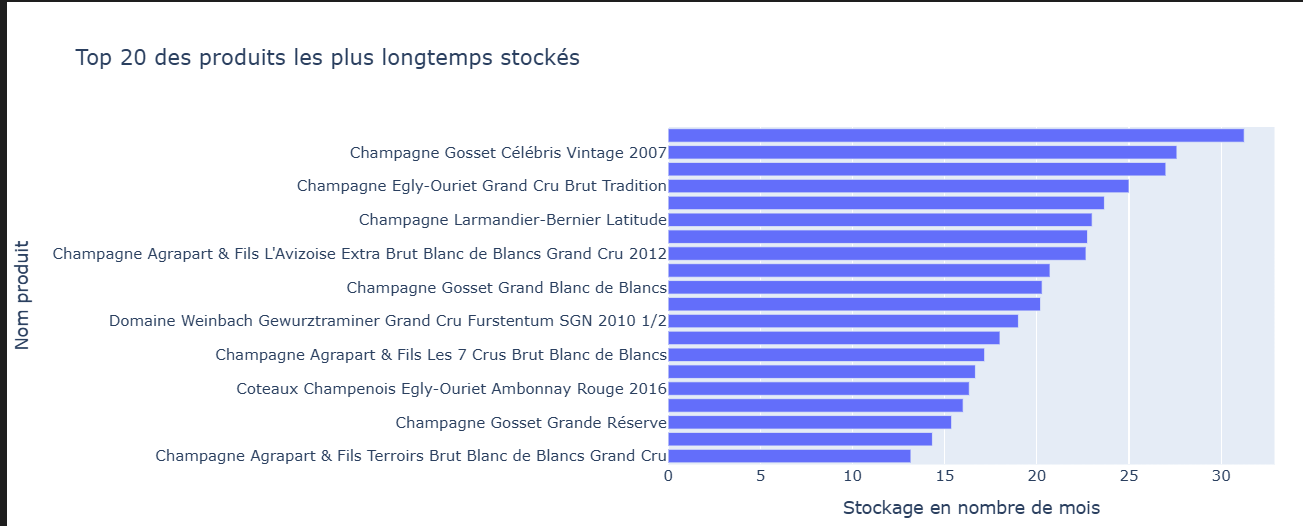 Top 20 des produits les plus longtemps stockés
Nom produit
Champagne Gosset Célébris Vintage 2007
Champagne Egly-Ouriet Grand Cru Brut Tradition
Champagne Larmandier-Bernier Latitude
Champagne Agrapart & Fils L'Avizoise Extra Brut Blanc de Blancs Grand Cru 2012
Champagne Gosset Grand Blanc de Blancs
Domaine Weinbach Gewurztraminer Grand Cru Furstentum SGN 2010 1/2
Champagne Agrapart & Fils Les 7 Crus Brut Blanc de Blancs
Coteaux Champenois Egly-Ouriet Ambonnay Rouge 2016
Champagne Gosset Grande Réserve
Champagne Agrapart & Fils Terroirs Brut Blanc de Blancs Grand Cru
0 5 10 15 20 25 30
Stockage en nombre de mois